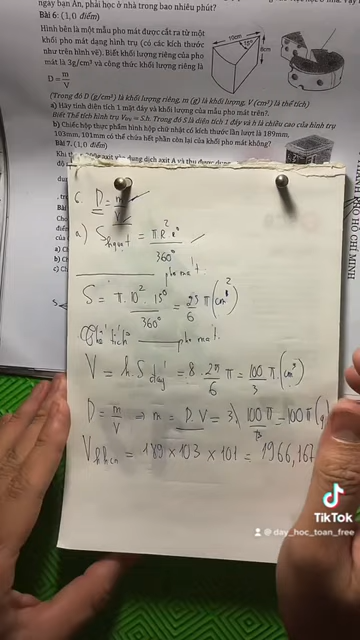 ngày bạn An, phải học ở nhà trong bao nhiêu phút?
Bài 6: (1,0 điểm)
Hình bên là một mẫu pho mát được cắt ra từ một
khối pho mát dạng hình trụ (có các kích thước
như trên hình vẽ). Biết khối lượng riêng của pho
mát là 3g/cm³ và công thức khối lượng riêng là
D = m/V
10cm
15°
8cm
(Trong đó D (g/cm³) là khối lượng riêng, m (g) là khối lượng, V (cm³) là thể tích)
a) Hãy tính diện tích 1 mặt đáy và khối lượng của mẩu pho mát trên?.
Biết Thể tích hình trụ = S.h. Trong đó S là diện tích 1 đáy và h là chiều cao của hình trụ
b) Chiếc hộp thực phẩm hình hộp chữ nhật có kích thước lần lượt là 189mm,
103mm, 101mm có thể chứa hết phần còn lại của khối pho mát không?
Bài 7. (1,0 điểm)
HỒ CHÍ MINH
6. D = m/V
a) S quạt = πR².n°/360°
pho mát.
S = π.10².15°/360° = 25/6 π (cm²)
Thể tích pho mát.
V = h.S đáy = 8.25/6 π = 100/3 π (cm³)
D = m/V ⇒ m = D.V = 3. 100π/3 = 100π (g)
V hhcn = 189 × 103 × 101 = 1966,167
TikTok
@day_hoc_toan_free